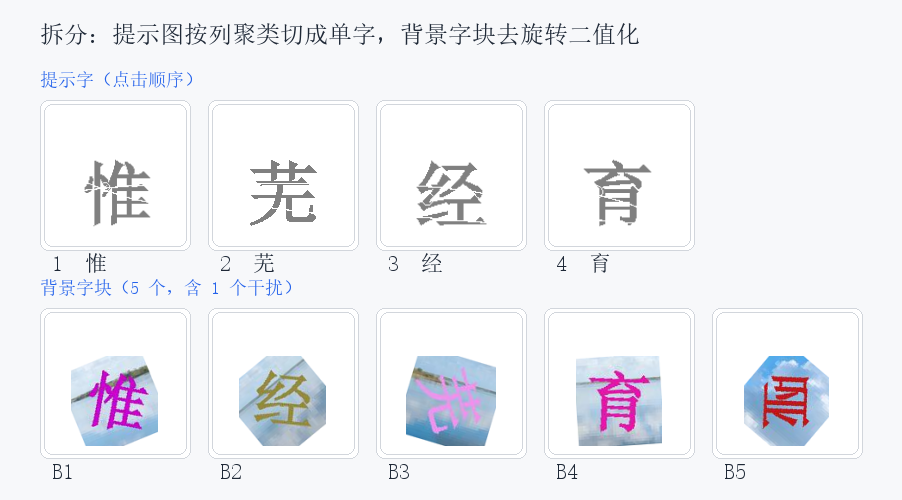 拆分：提示图按列聚类切成单字，背景字块去旋转二值化
提示字（点击顺序）
惟 芜 经 育
1 惟 2 芜 3 经 4 育
背景字块（5 个，含 1 个干扰）
惟 经 芜 育
B1 B2 B3 B4 B5